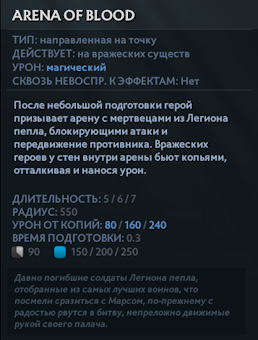 ARENA OF BLOOD
ТИП: направленная на точку
ДЕЙСТВУЕТ: на вражеских существ
УРОН: магический
СКВОЗЬ НЕВОСПР. К ЭФФЕКТАМ: Нет
После небольшой подготовки герой
призывает арену с мертвецами из Легиона
пепла, блокирующими атаки и
передвижение противника. Вражеских
героев у стен внутри арены бьют копьями,
отталкивая и нанося урон.
ДЛИТЕЛЬНОСТЬ: 5 / 6 / 7
РАДИУС: 550
УРОН ОТ КОПИЙ: 80 / 160 / 240
ВРЕМЯ ПОДГОТОВКИ: 0.3
90 150 / 200 / 250
Давно погибшие солдаты Легиона пепла,
отобранные из самых лучших воинов, что
посмели сразиться с Марсом, по-прежнему с
радостью рвутся в битву, непреложно движимые
рукой своего палача.